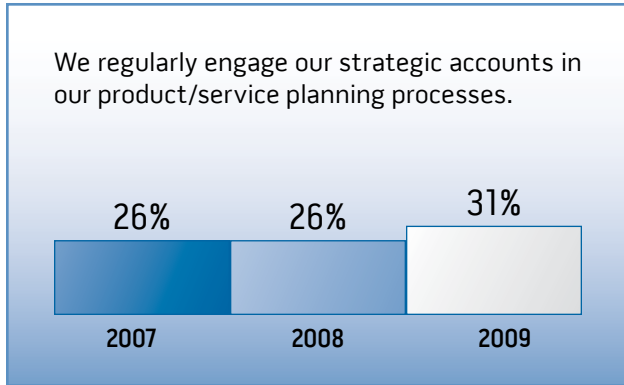 We regularly engage our strategic accounts in
our product/service planning processes.
26% 26% 31%
2007 2008 2009